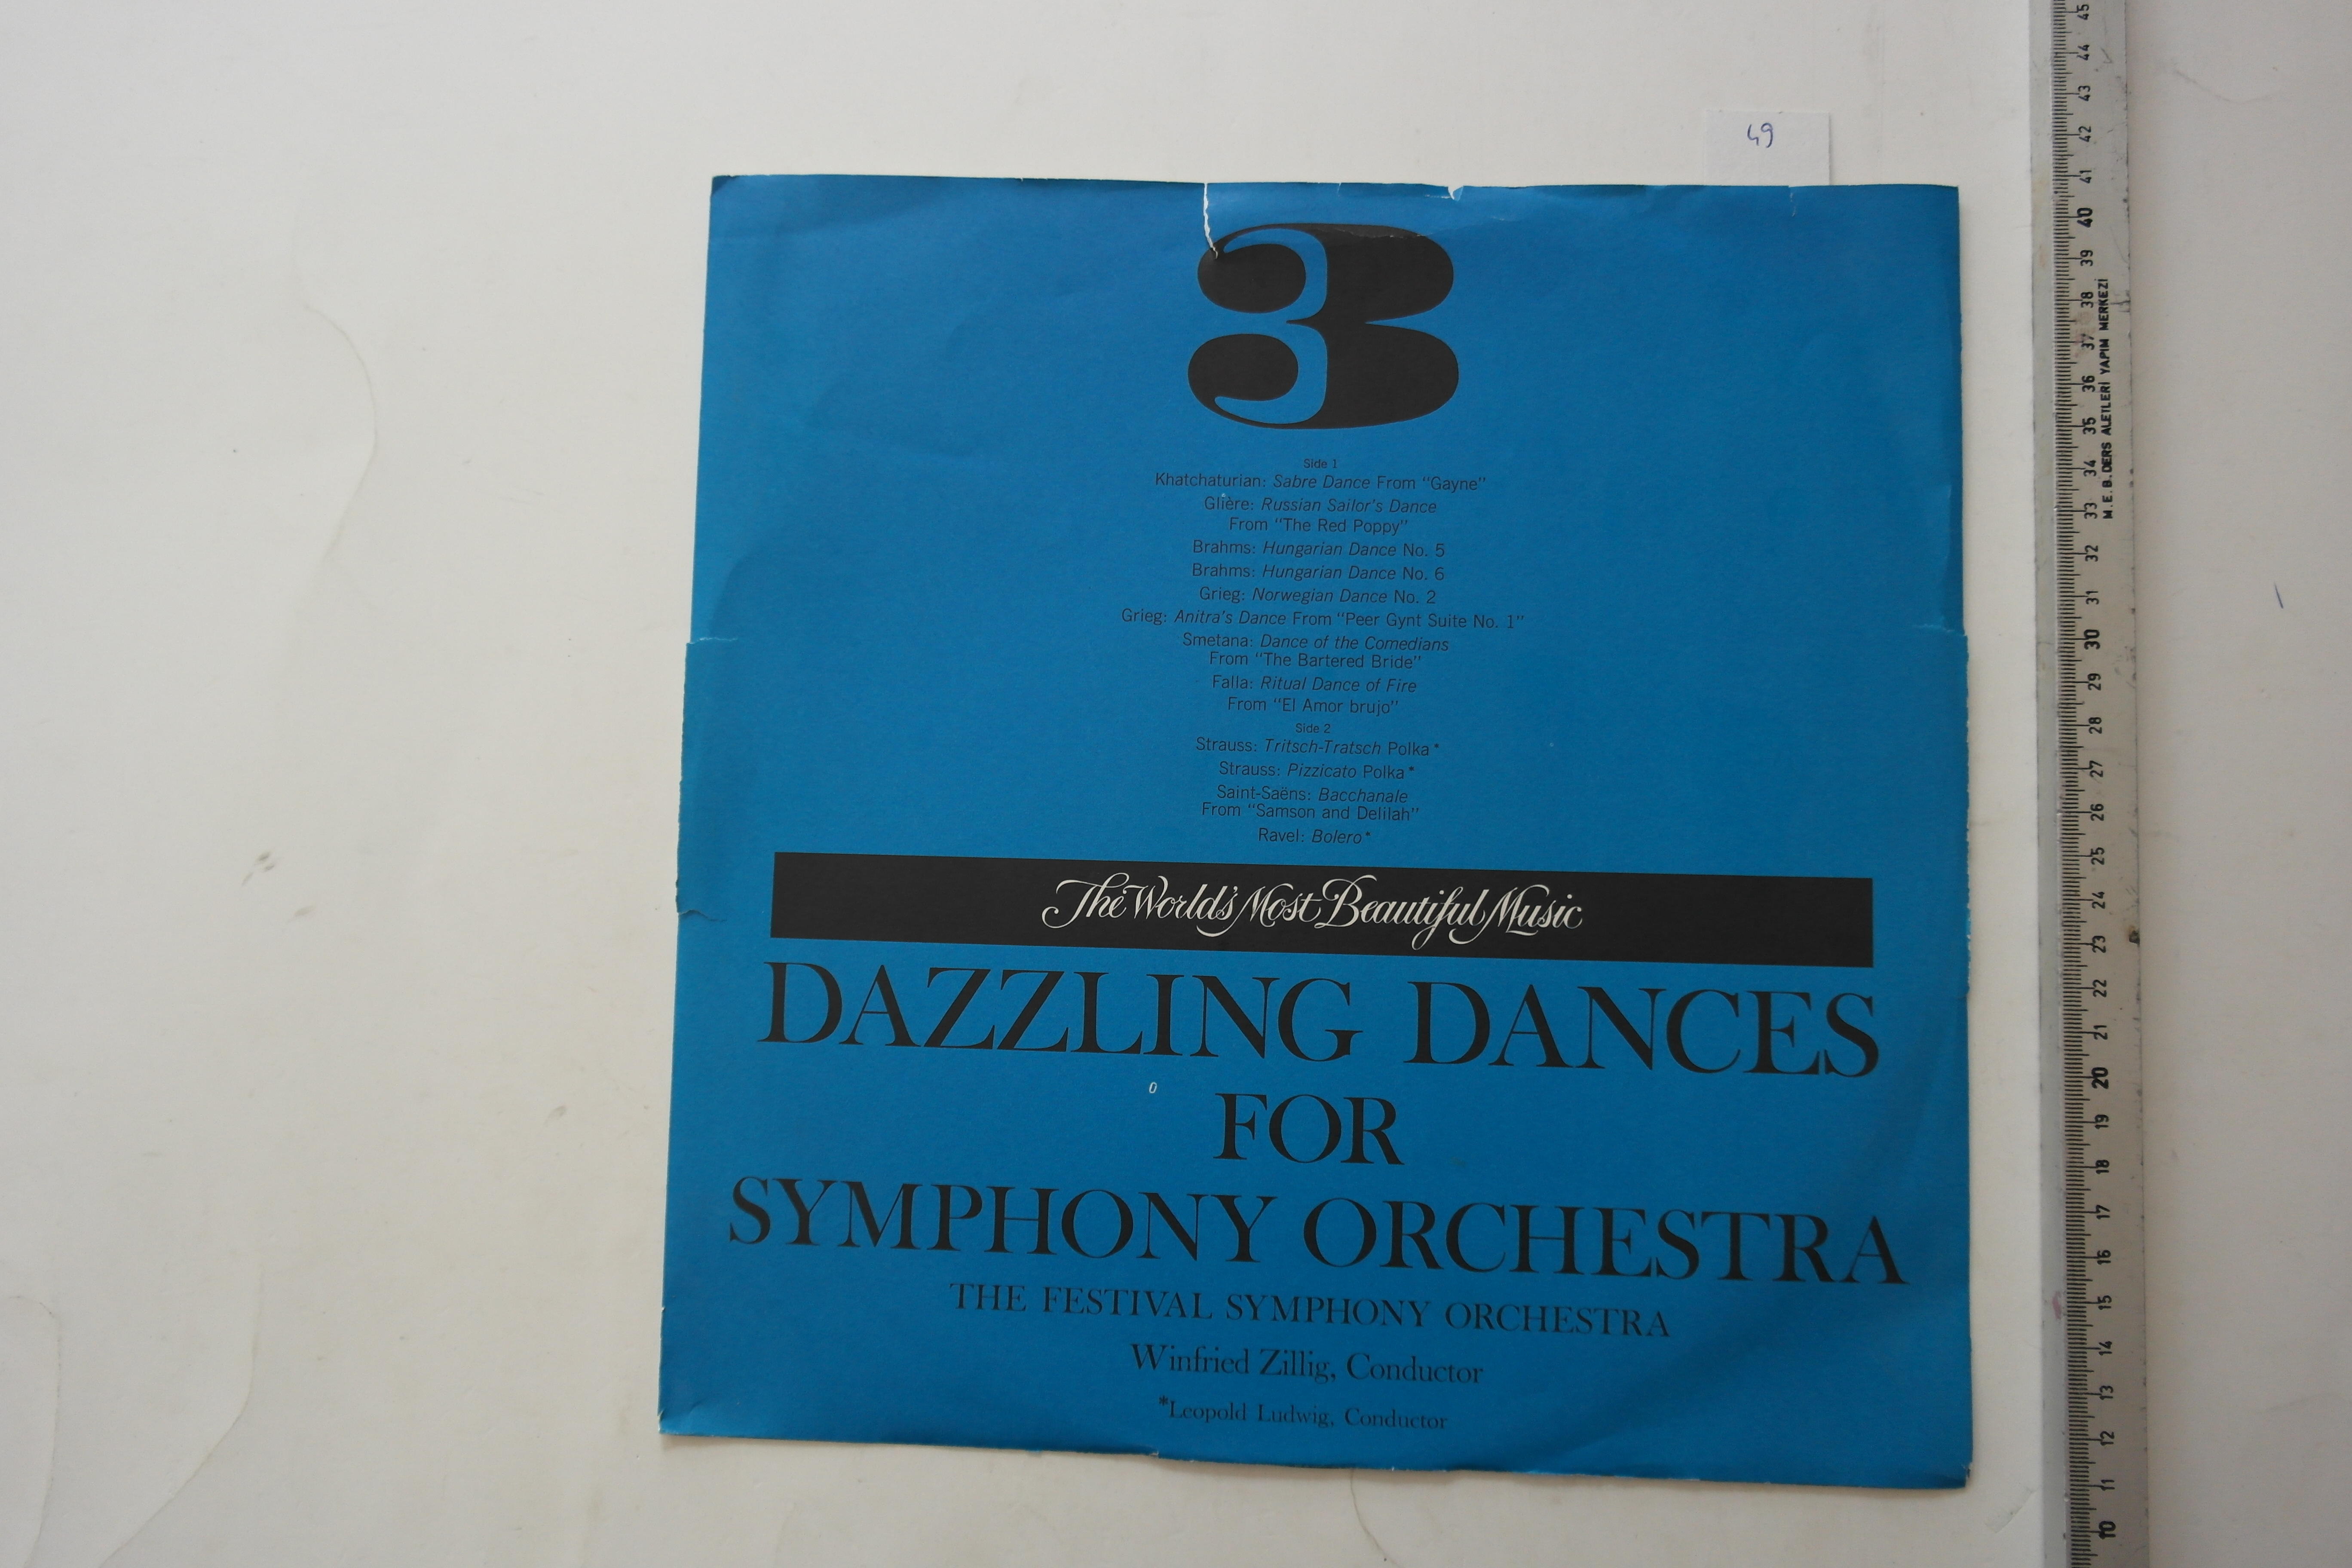 49
3
Side 1
Khatchaturian: Sabre Dance From "Gayne"
Glière: Russian Sailor's Dance
From "The Red Poppy"
Brahms: Hungarian Dance No. 5
Brahms: Hungarian Dance No. 6
Grieg: Norwegian Dance No. 2
Grieg: Anitra's Dance From "Peer Gynt Suite No. 1"
Smetana: Dance of the Comedians
From "The Bartered Bride"
Falla: Ritual Dance of Fire
From "El Amor brujo"
Side 2
Strauss: Tritsch-Tratsch Polka*
Strauss: Pizzicato Polka*
Saint-Saëns: Bacchanale
From "Samson and Delilah"
Ravel: Bolero*
The World's Most Beautiful Music
DAZZLING DANCES
FOR
SYMPHONY ORCHESTRA
THE FESTIVAL SYMPHONY ORCHESTRA
Winfried Zillig, Conductor
*Leopold Ludwig, Conductor
45
44
43
42
41
40
39
38
37
36
35
34
33
32
31
30
29
28
27
26
25
24
23
22
21
20
19
18
17
16
15
14
13
12
11
10
M.E.B. DERS ALETLERİ YAPIM MERKEZİ